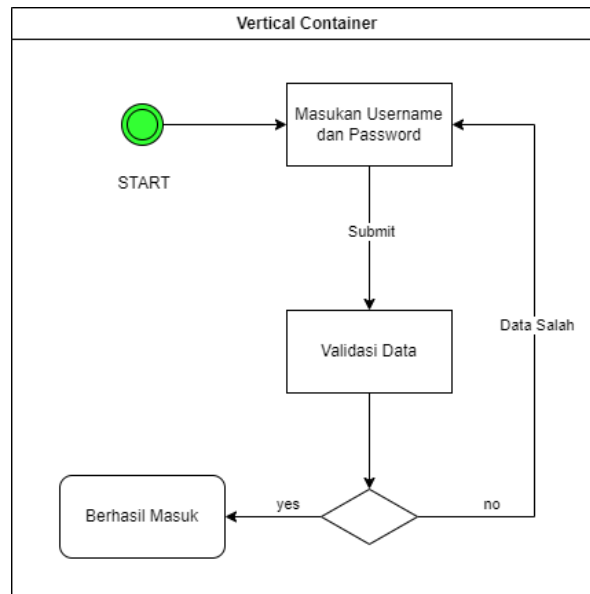 Vertical Container
Masukan Username
dan Password
START
Submit
Validasi Data
Data Salah
Berhasil Masuk
yes
no